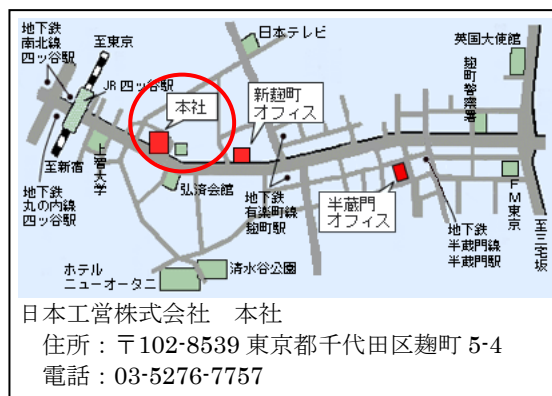 地下鉄
南北線
四ッ谷駅
至東京
JR 四ッ谷駅
本社
日本テレビ
新麹町
オフィス
英国大使館
麹町警察署
至新宿
上智大学
地下鉄
丸の内線
四ッ谷駅
弘済会館
地下鉄
有楽町線
麹町駅
半蔵門
オフィス
地下鉄
半蔵門線
半蔵門駅
FM東京
至三宅坂
ホテル
ニューオータニ
清水谷公園
日本工営株式会社　本社
住所：〒102-8539 東京都千代田区麹町 5-4
電話：03-5276-7757